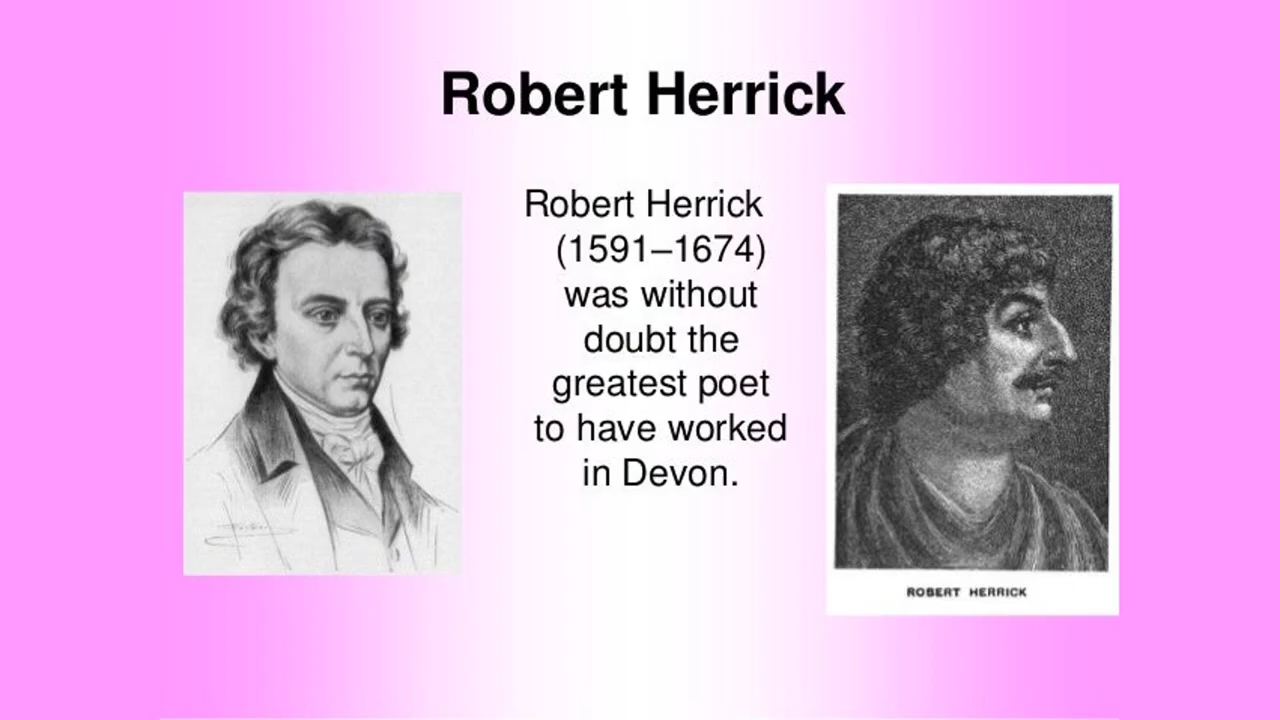 Robert Herrick
Robert Herrick
(1591–1674)
was without
doubt the
greatest poet
to have worked
in Devon.
ROBERT HERRICK